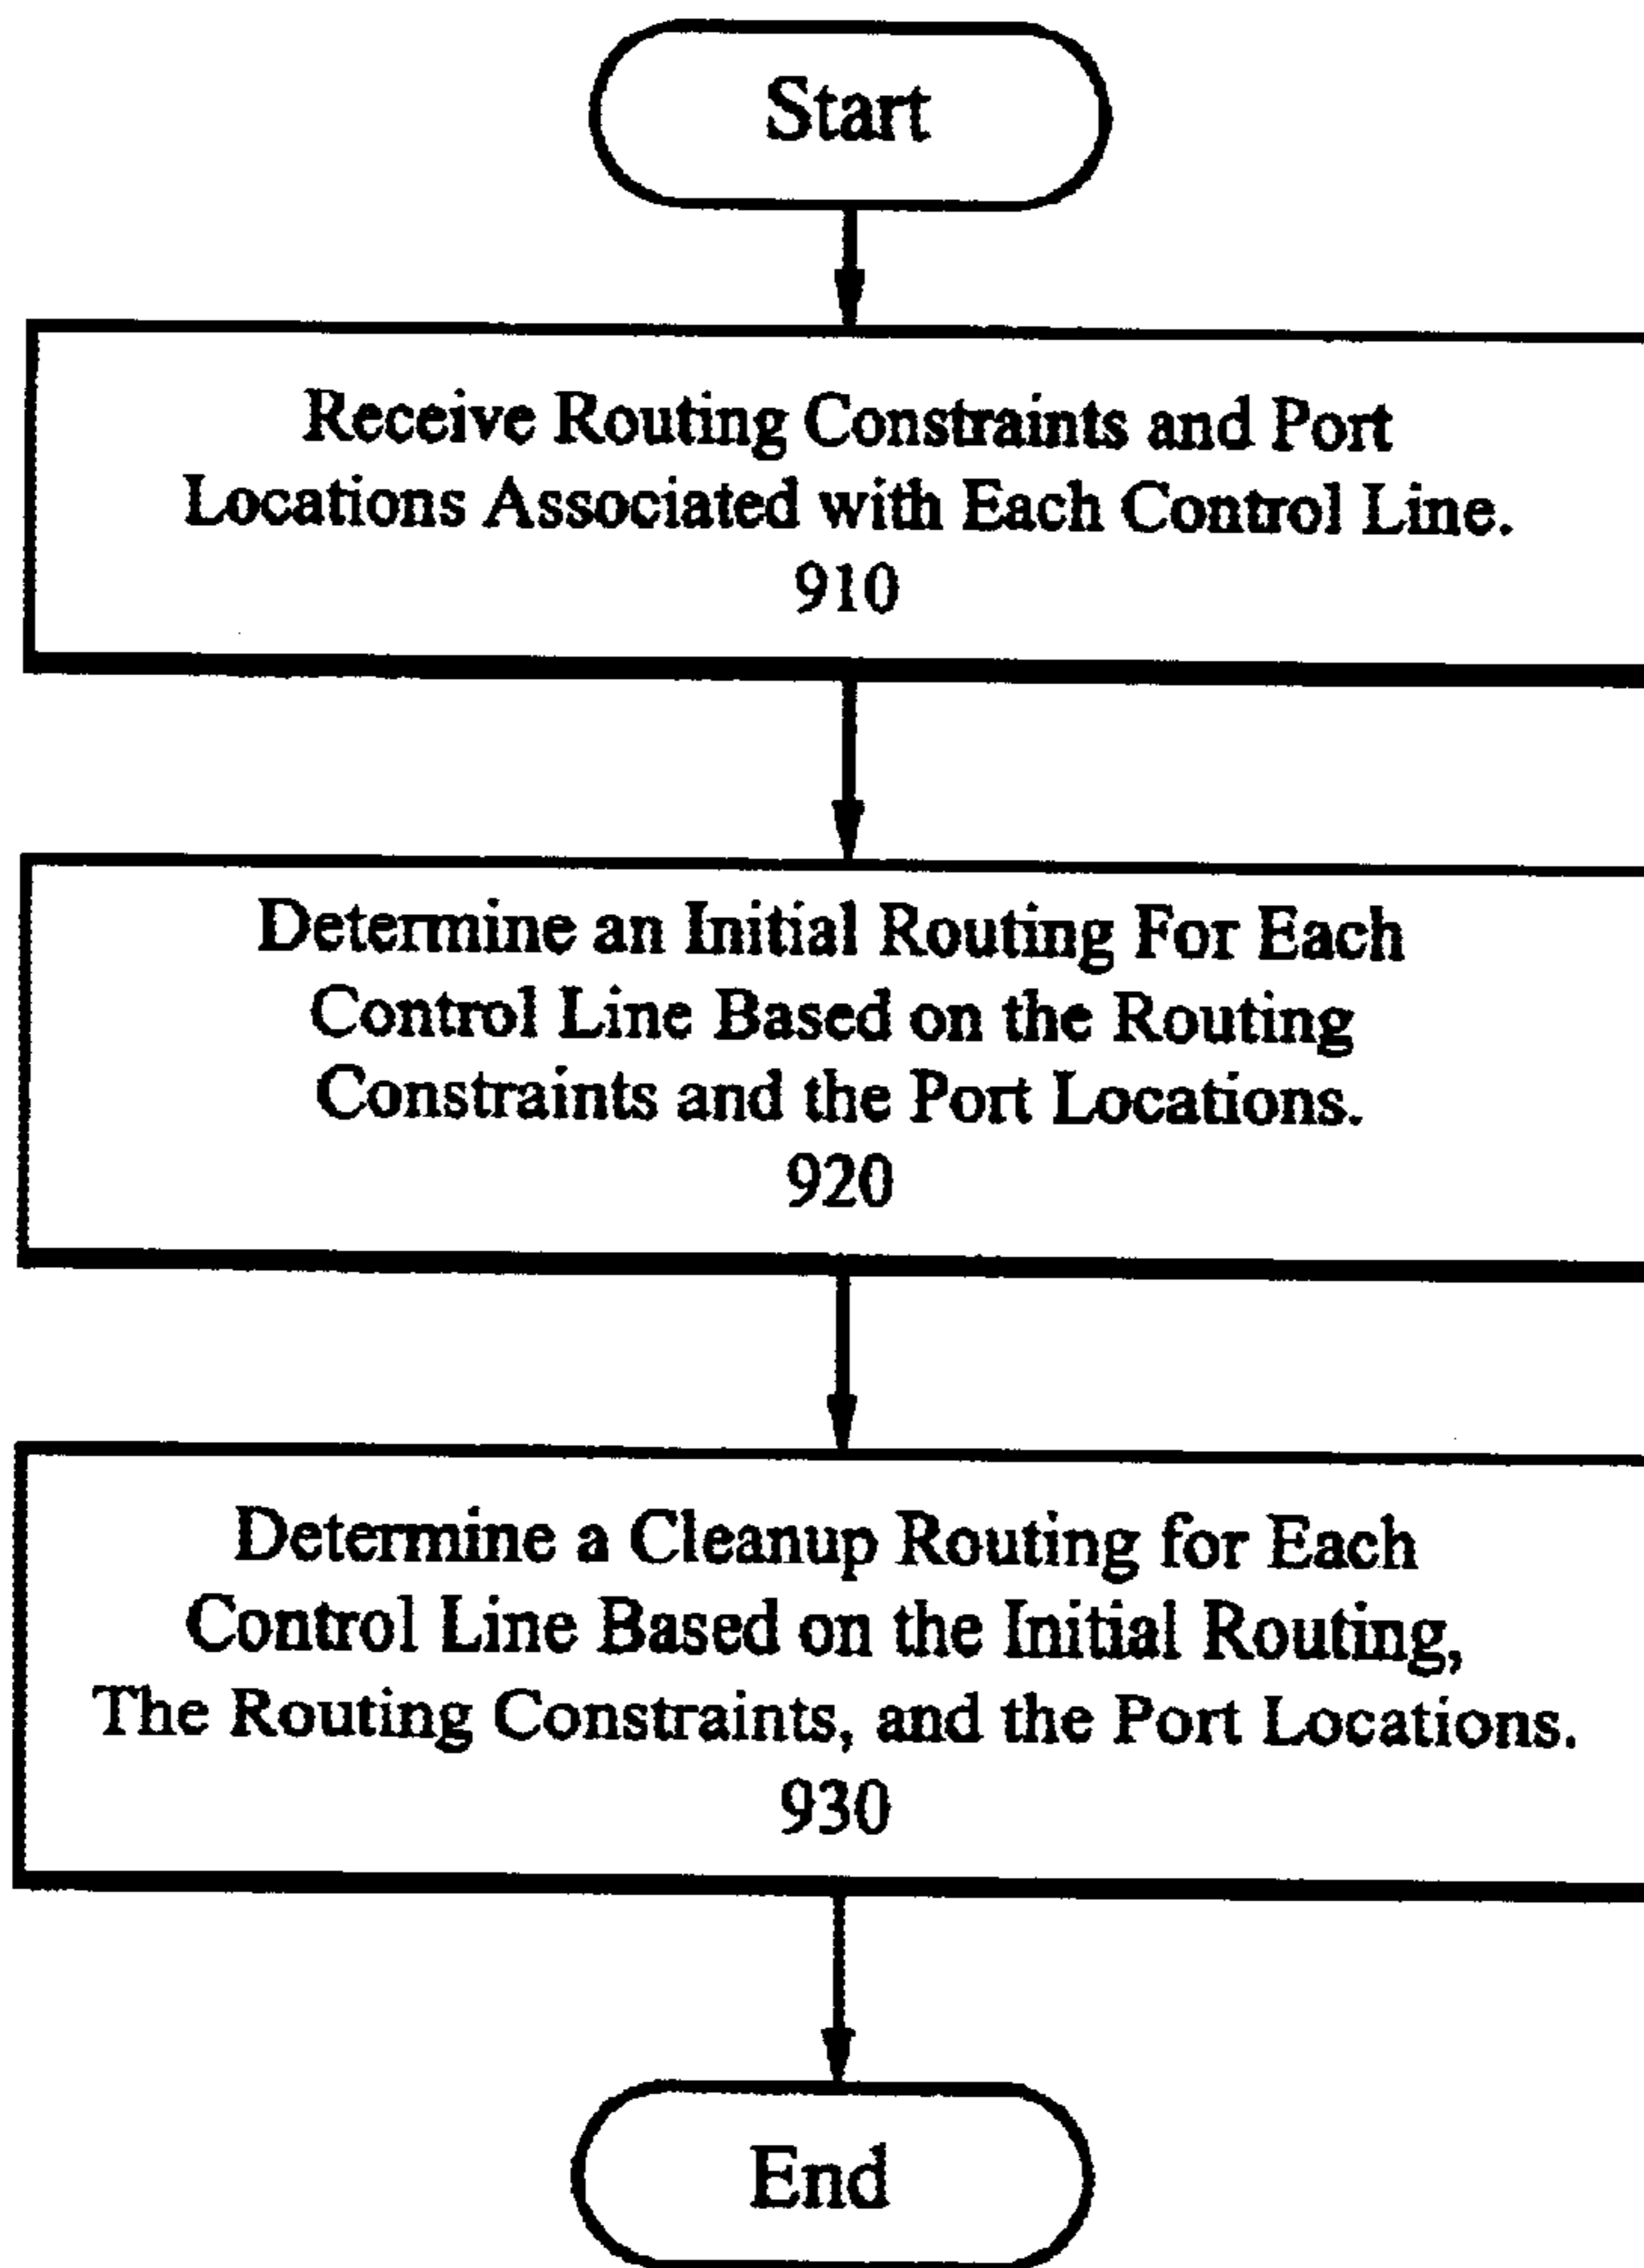 Start
Receive Routing Constraints and Port
Locations Associated with Each Control Line.
910
Determine an Initial Routing For Each
Control Line Based on the Routing
Constraints and the Port Locations.
920
Determine a Cleanup Routing for Each
Control Line Based on the Initial Routing,
The Routing Constraints, and the Port Locations.
930
End